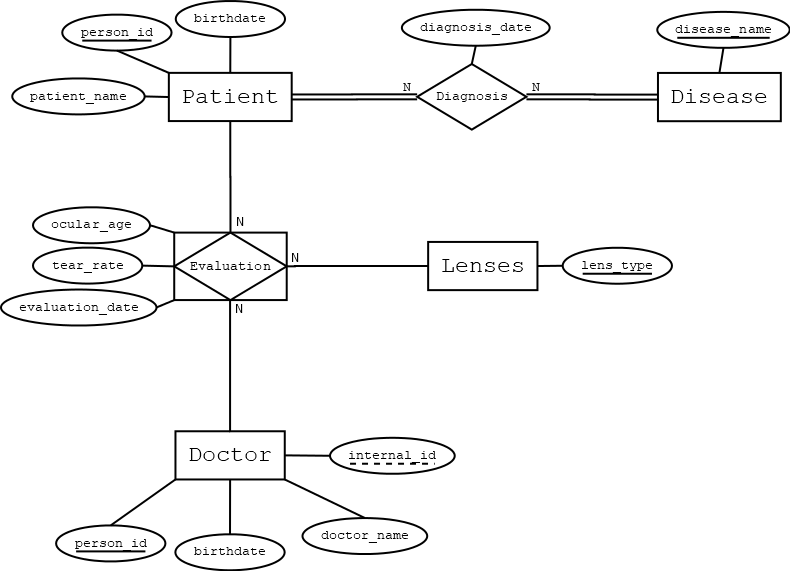 birthdate
person_id
diagnosis_date
disease_name
patient_name
Patient
N
Diagnosis
N
Disease
ocular_age
N
tear_rate
Evaluation
N
Lenses
lens_type
evaluation_date
N
Doctor
internal_id
person_id
birthdate
doctor_name